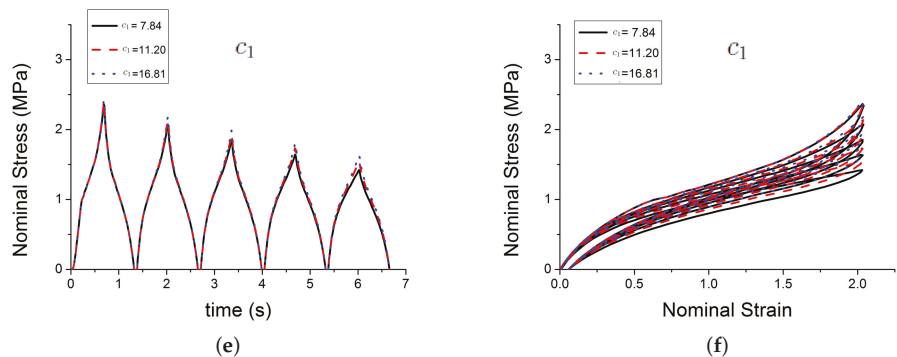 c₁ = 7.84
c₁ = 11.20
c₁ = 16.81
c₁
Nominal Stress (MPa)
3
2
1
0
0 1 2 3 4 5 6 7
time (s)
(e)
c₁ = 7.84
c₁ = 11.20
c₁ = 16.81
c₁
Nominal Stress (MPa)
3
2
1
0
0.0 0.5 1.0 1.5 2.0
Nominal Strain
(f)